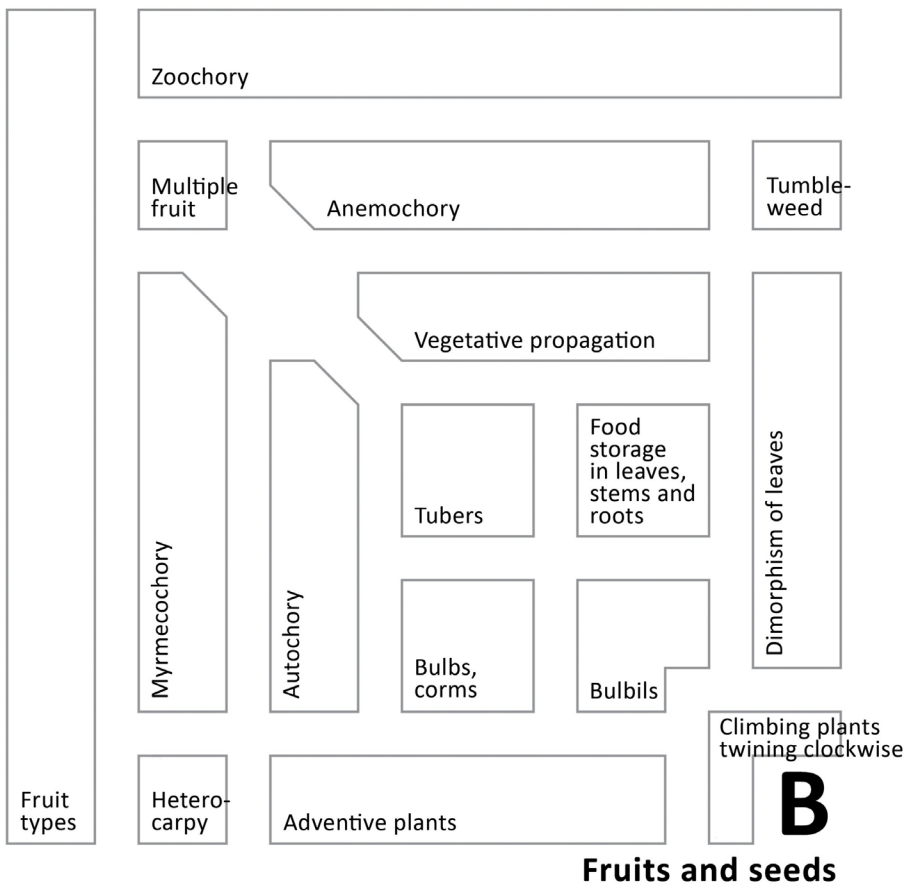 Zoochory
Multiple
fruit
Anemochory
Tumble-
weed
Vegetative propagation
Food
storage
in leaves,
stems and
roots
Tubers
Dimorphism of leaves
Myrmecochory
Autochory
Bulbs,
corms
Bulbils
Climbing plants
twining clockwise
Fruit
types
Hetero-
carpy
Adventive plants
B
Fruits and seeds